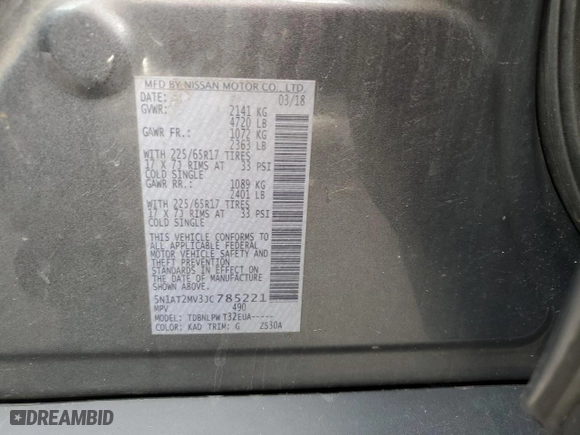 MFD BY NISSAN MOTOR CO., LTD.
DATE: 03/18
GVWR: 2141 KG
4720 LB
GAWR FR.: 1072 KG
2363 LB
WITH 225/65R17 TIRES
17 X 7J RIMS AT 33 PSI
COLD SINGLE
GAWR RR.: 1089 KG
2401 LB
WITH 225/65R17 TIRES
17 X 7J RIMS AT 33 PSI
COLD SINGLE
THIS VEHICLE CONFORMS TO
ALL APPLICABLE FEDERAL
MOTOR VEHICLE SAFETY AND
THEFT PREVENTION
STANDARDS IN EFFECT ON
THE DATE OF MANUFACTURE
SHOWN ABOVE
5N1AT2MV3JC785221
MPV 490
MODEL: TDBNLPW T32EUA-----
COLOR: KAD TRIM: G ZS30A
DREAMBID